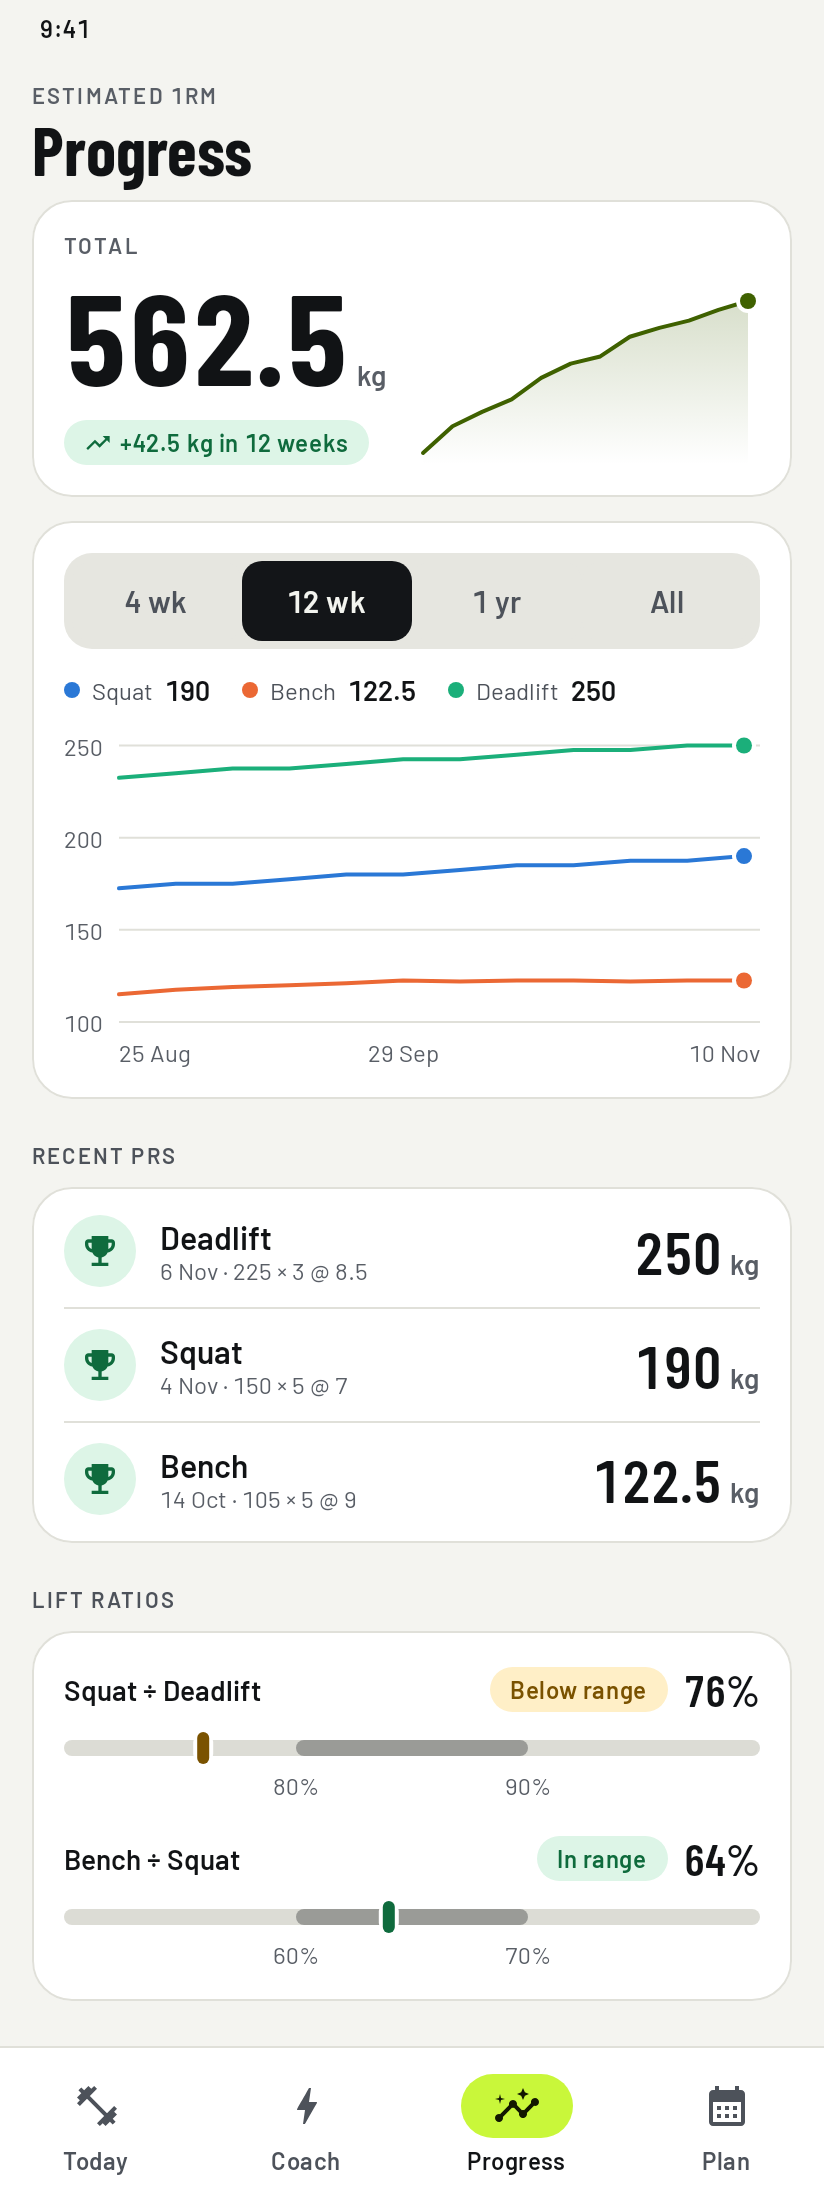 9:41
ESTIMATED 1RM
Progress
TOTAL
562.5 kg
+42.5 kg in 12 weeks
4 wk 12 wk 1 yr All
Squat 190 Bench 122.5 Deadlift 250
250
200
150
100
25 Aug 29 Sep 10 Nov
RECENT PRS
Deadlift
6 Nov · 225 × 3 @ 8.5
250 kg
Squat
4 Nov · 150 × 5 @ 7
190 kg
Bench
14 Oct · 105 × 5 @ 9
122.5 kg
LIFT RATIOS
Squat ÷ Deadlift Below range 76%
80% 90%
Bench ÷ Squat In range 64%
60% 70%
Today Coach Progress Plan